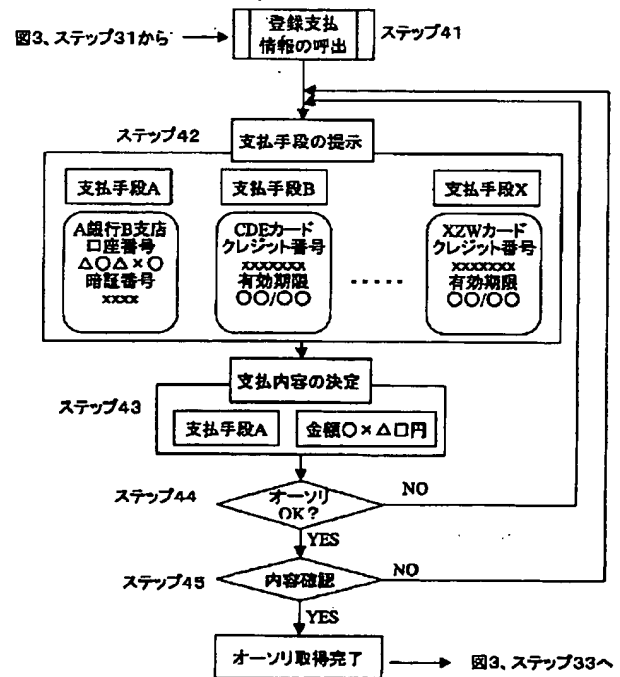 登録支払
情報の呼出
ステップ41
図3、ステップ31から
ステップ42
支払手段の提示
支払手段A
支払手段B
支払手段X
A銀行B支店
口座番号
△○△×○
暗証番号
xxxx
CDEカード
クレジット番号
xxxxxxx
有効期限
○○/○○
・・・・・
XZWカード
クレジット番号
xxxxxxx
有効期限
○○/○○
支払内容の決定
ステップ43
支払手段A
金額○×△□円
ステップ44
オーソリ
OK?
NO
YES
ステップ45
内容確認
NO
YES
オーソリ取得完了
図3、ステップ33へ